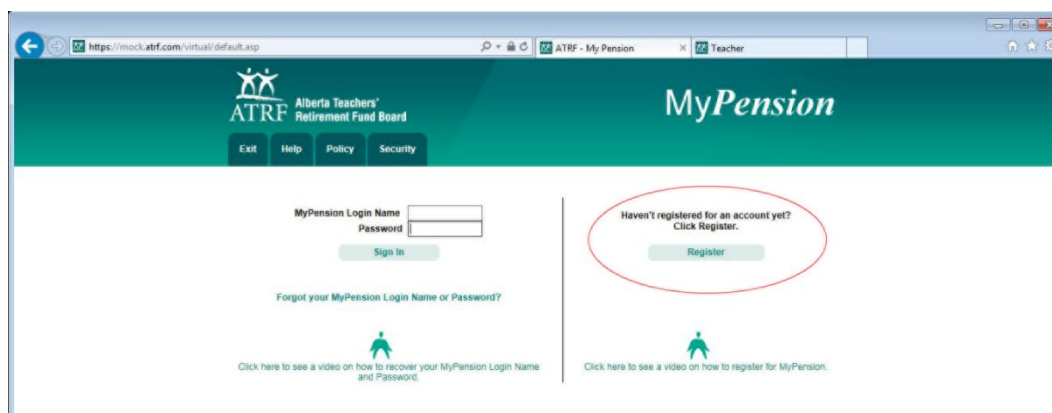 https://mock.atrf.com/virtual/default.asp
ATRF - My Pension
Teacher
ATRF
Alberta Teachers'
Retirement Fund Board
MyPension
Exit Help Policy Security
MyPension Login Name
Password
Sign In
Forgot your MyPension Login Name or Password?
Click here to see a video on how to recover your MyPension Login Name
and Password.
Haven't registered for an account yet?
Click Register.
Register
Click here to see a video on how to register for MyPension.